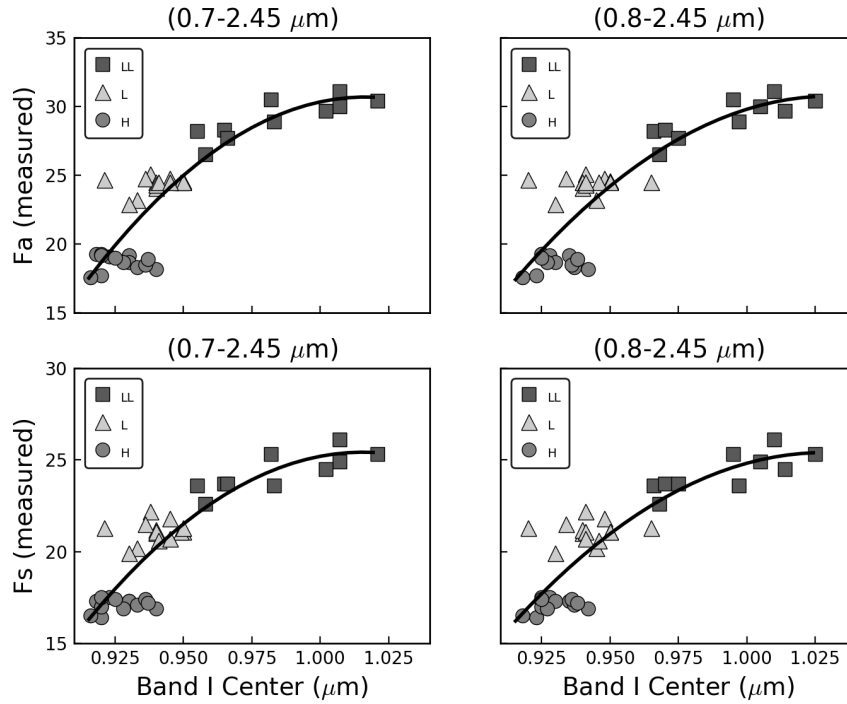 (0.7-2.45 μm)
(0.8-2.45 μm)
35
30
25
20
15
Fa (measured)
LL
L
H
LL
L
H
(0.7-2.45 μm)
(0.8-2.45 μm)
30
25
20
15
Fs (measured)
LL
L
H
LL
L
H
0.925 0.950 0.975 1.000 1.025
0.925 0.950 0.975 1.000 1.025
Band I Center (μm)
Band I Center (μm)